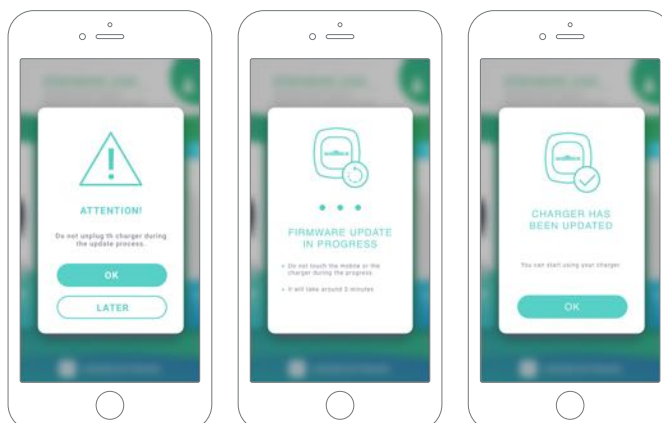 ATTENTION!
Do not unplug th charger during
the update process.
OK
LATER
FIRMWARE UPDATE
IN PROGRESS
Do not touch the mobile or the
charger during the progress
It will take around 3 minutes
CHARGER HAS
BEEN UPDATED
You can start using your charger
OK